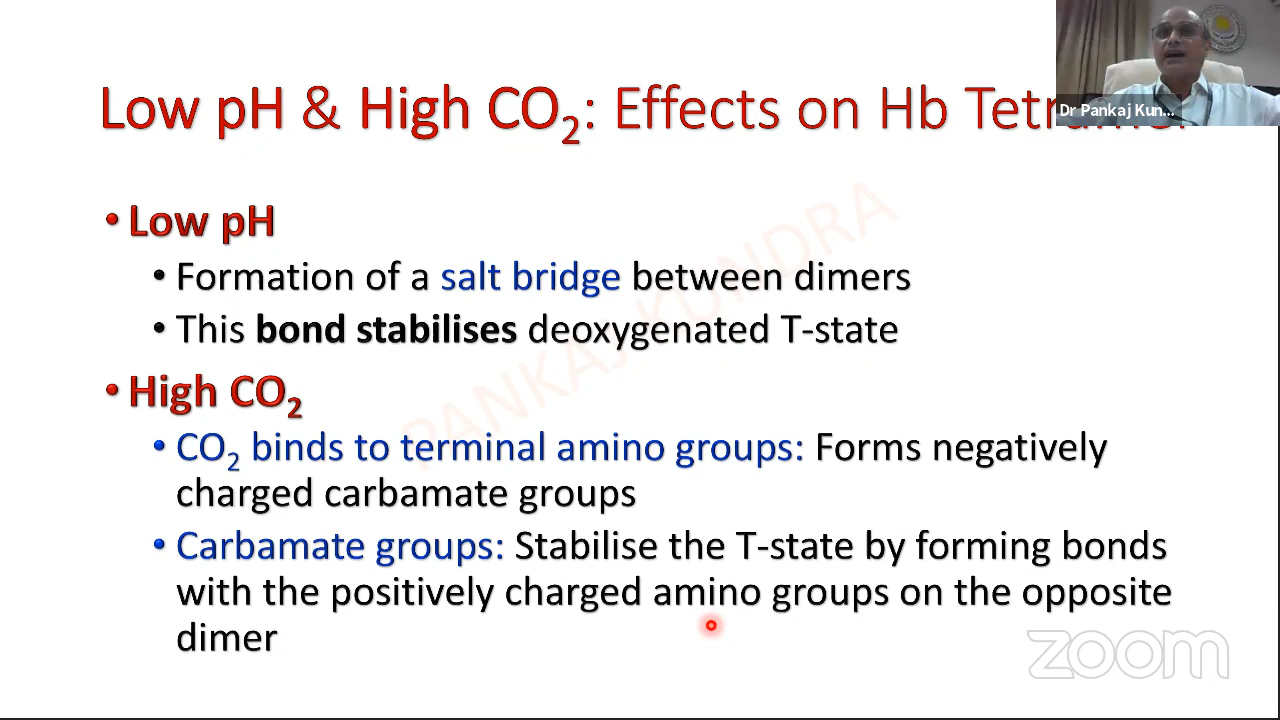 Low pH & High CO₂: Effects on Hb Tetramer
Dr Pankaj Kun...
• Low pH
• Formation of a salt bridge between dimers
• This bond stabilises deoxygenated T-state
• High CO₂
• CO₂ binds to terminal amino groups: Forms negatively
charged carbamate groups
• Carbamate groups: Stabilise the T-state by forming bonds
with the positively charged amino groups on the opposite
dimer
PANKAJ KUNDRA
zoom